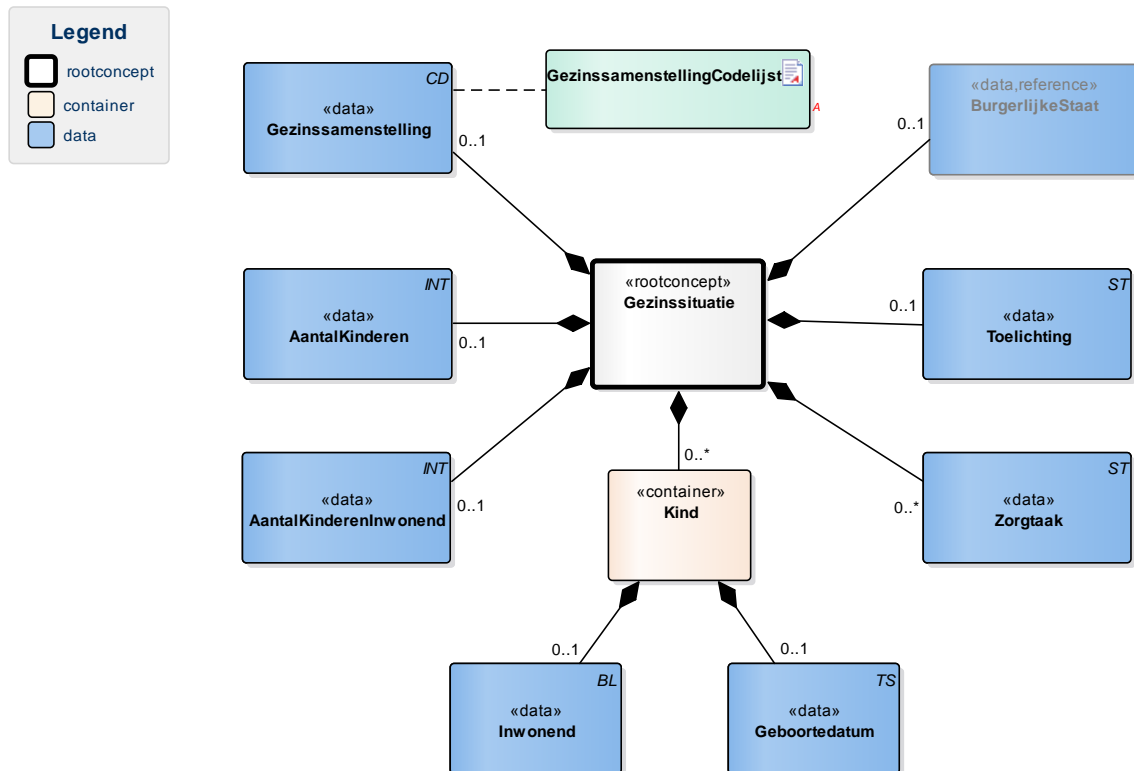 Legend
rootconcept
container
data
CD
«data»
Gezinssamenstelling
0..1
GezinssamenstellingCodelijst
A
«data,reference»
BurgerlijkeStaat
0..1
«rootconcept»
Gezinssituatie
INT
«data»
AantalKinderen
0..1
ST
«data»
Toelichting
0..1
INT
«data»
AantalKinderenInwonend
0..1
0..*
«container»
Kind
ST
«data»
Zorgtaak
0..*
0..1
BL
«data»
Inwonend
0..1
TS
«data»
Geboortedatum